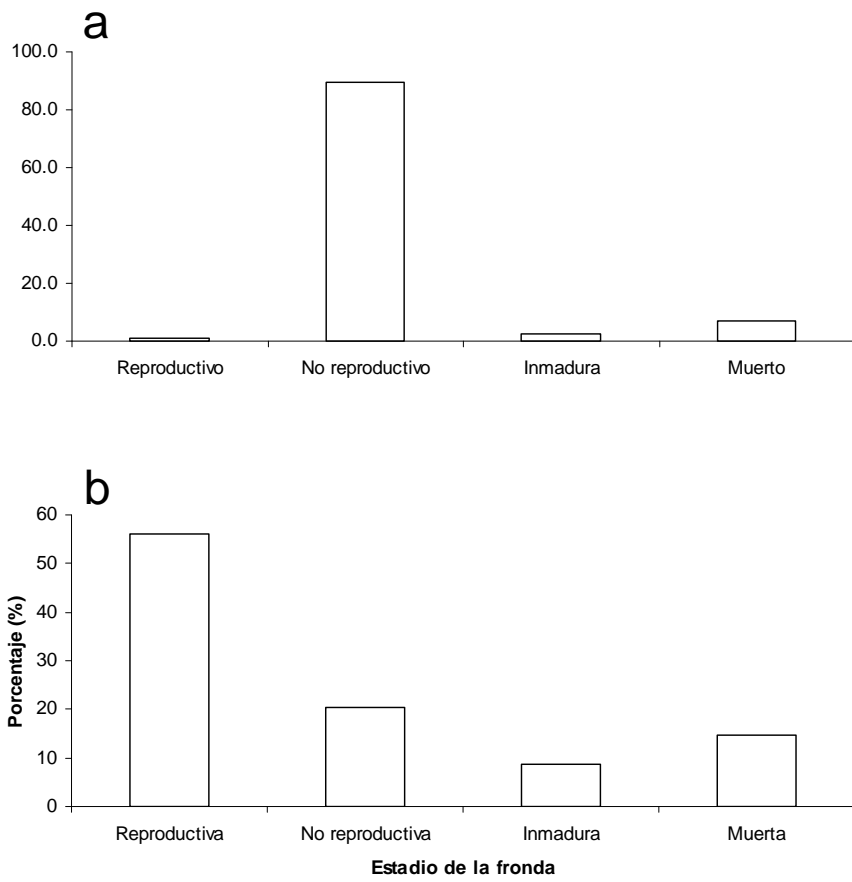 a
100.0
80.0
60.0
40.0
20.0
0.0
Reproductivo No reproductivo Inmadura Muerto
b
Porcentaje (%)
60
50
40
30
20
10
0
Reproductiva No reproductiva Inmadura Muerta
Estadio de la fronda